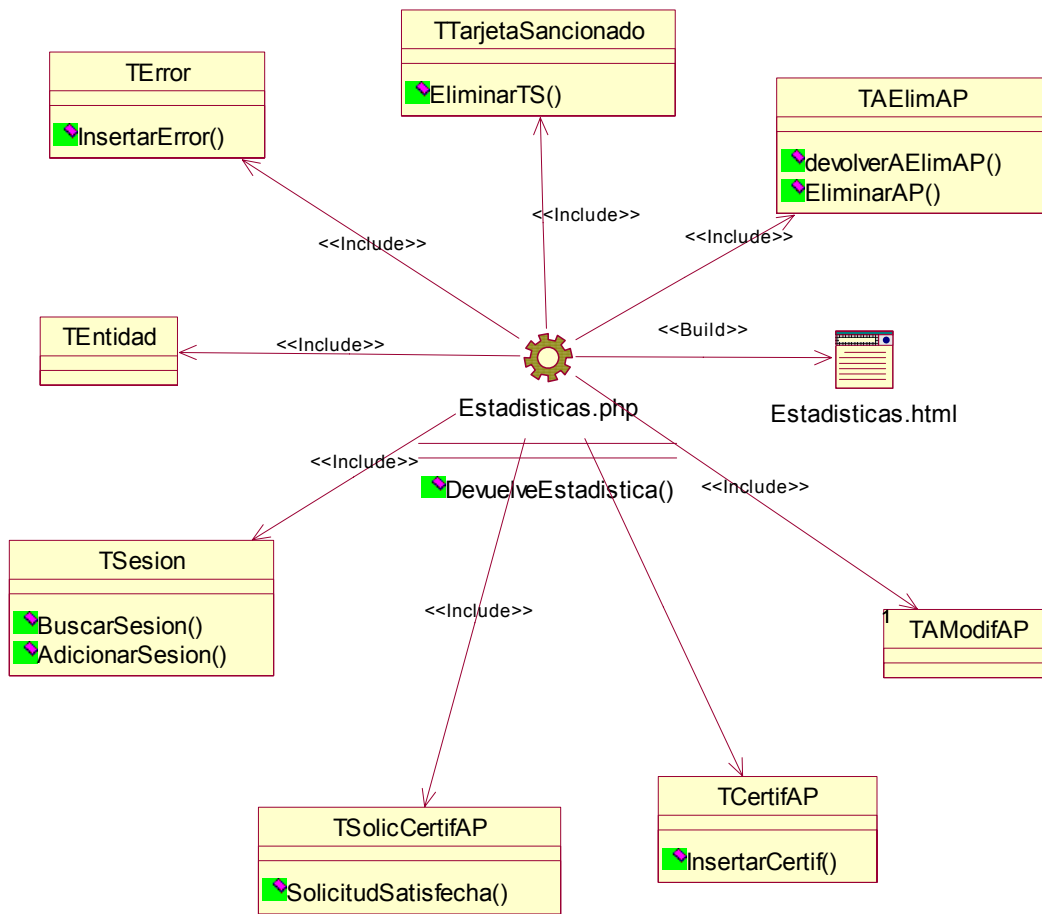 TTarjetaSancionado
EliminarTS()
TError
InsertarError()
TAElimAP
devolverAElimAP()
EliminarAP()
<<Include>>
<<Include>>
<<Include>>
TEntidad
<<Include>>
<<Build>>
Estadisticas.php
Estadisticas.html
<<Include>>
DevuelveEstadistica()
<<Include>>
TSesion
BuscarSesion()
AdicionarSesion()
<<Include>>
1
TAModifAP
TSolicCertifAP
SolicitudSatisfecha()
TCertifAP
InsertarCertif()